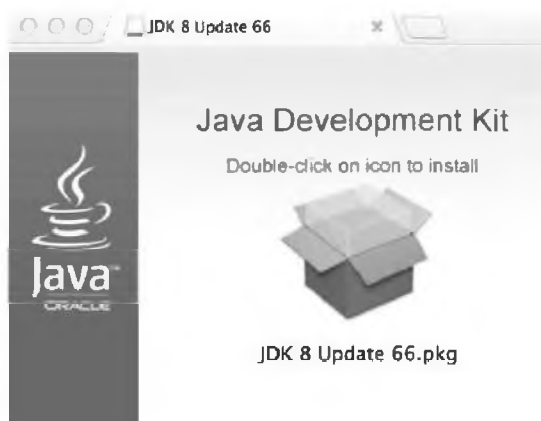 JDK 8 Update 66
Java Development Kit
Double-click on icon to install
Java™
ORACLE
JDK 8 Update 66.pkg